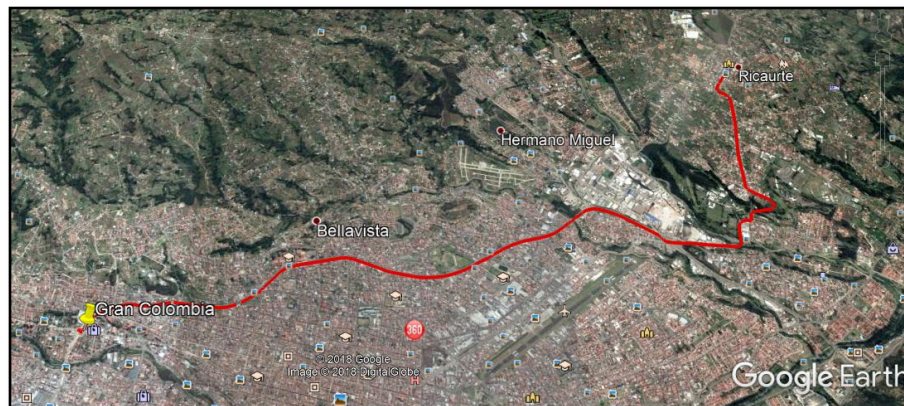 Ricaurte
Hermano Miguel
Bellavista
Gran Colombia
360
© 2018 Google
Image © 2018 DigitalGlobe
H
Google Earth